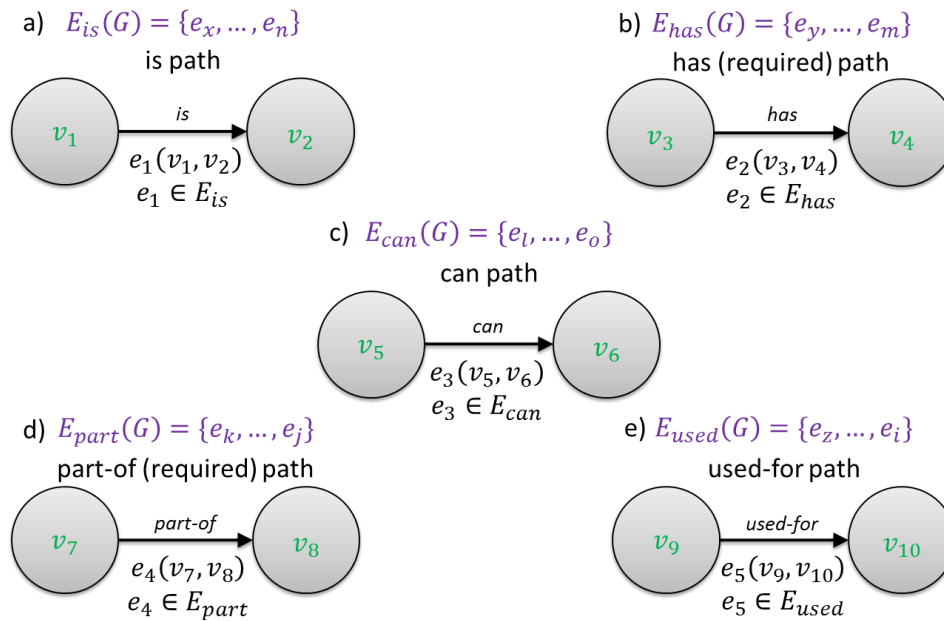 a) E_is(G) = {e_x, ..., e_n}
is path
v_1
is
v_2
e_1(v_1, v_2)
e_1 ∈ E_is
b) E_has(G) = {e_y, ..., e_m}
has (required) path
v_3
has
v_4
e_2(v_3, v_4)
e_2 ∈ E_has
c) E_can(G) = {e_l, ..., e_o}
can path
v_5
can
v_6
e_3(v_5, v_6)
e_3 ∈ E_can
d) E_part(G) = {e_k, ..., e_j}
part-of (required) path
v_7
part-of
v_8
e_4(v_7, v_8)
e_4 ∈ E_part
e) E_used(G) = {e_z, ..., e_i}
used-for path
v_9
used-for
v_10
e_5(v_9, v_10)
e_5 ∈ E_used